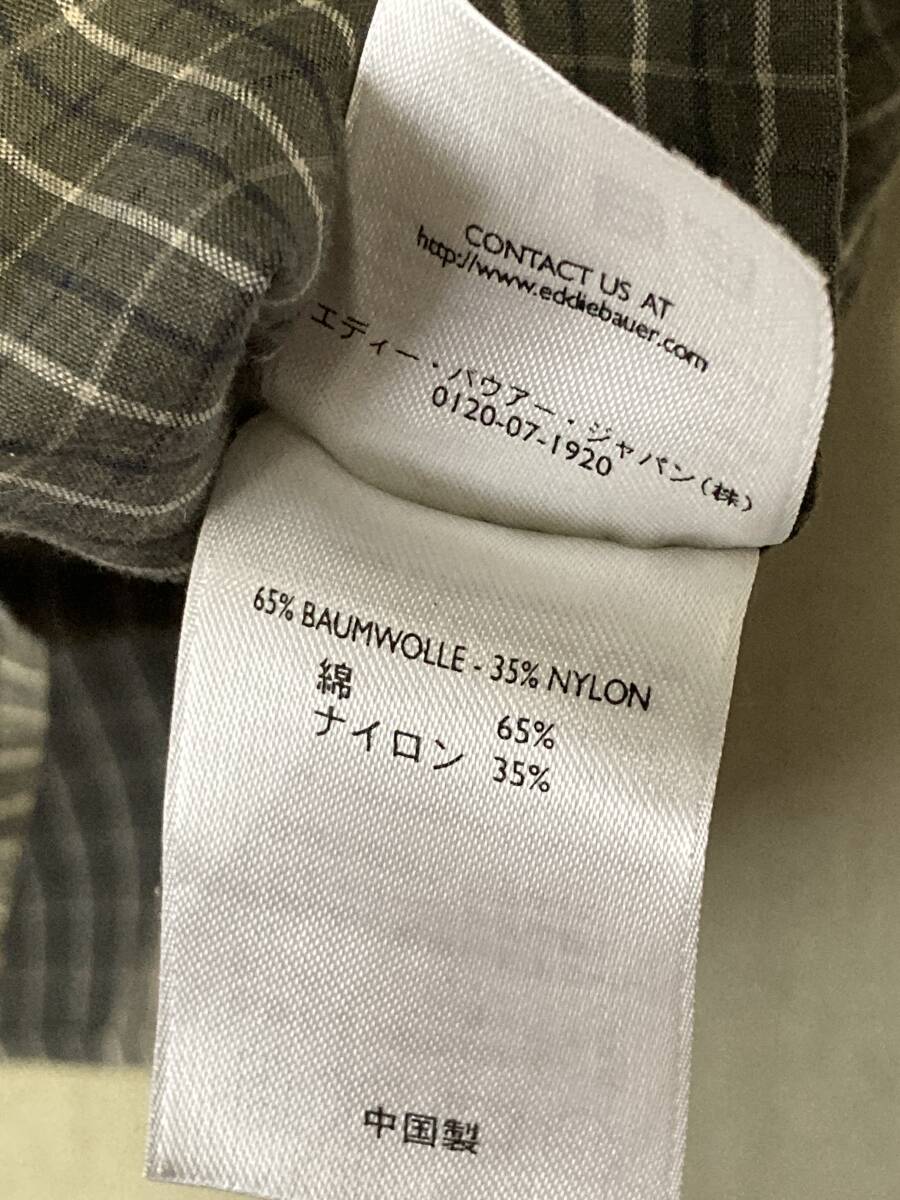 CONTACT US AT
http://www.eddiebauer.com
エディー・バウアー・ジャパン(株)
0120-07-1920
65% BAUMWOLLE - 35% NYLON
綿 65%
ナイロン 35%
中国製